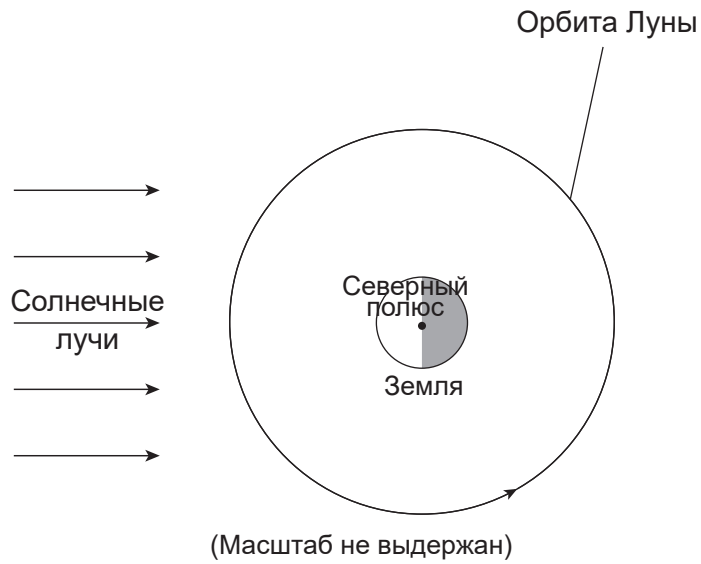 Орбита Луны
Солнечные
лучи
Северный
полюс
Земля
(Масштаб не выдержан)